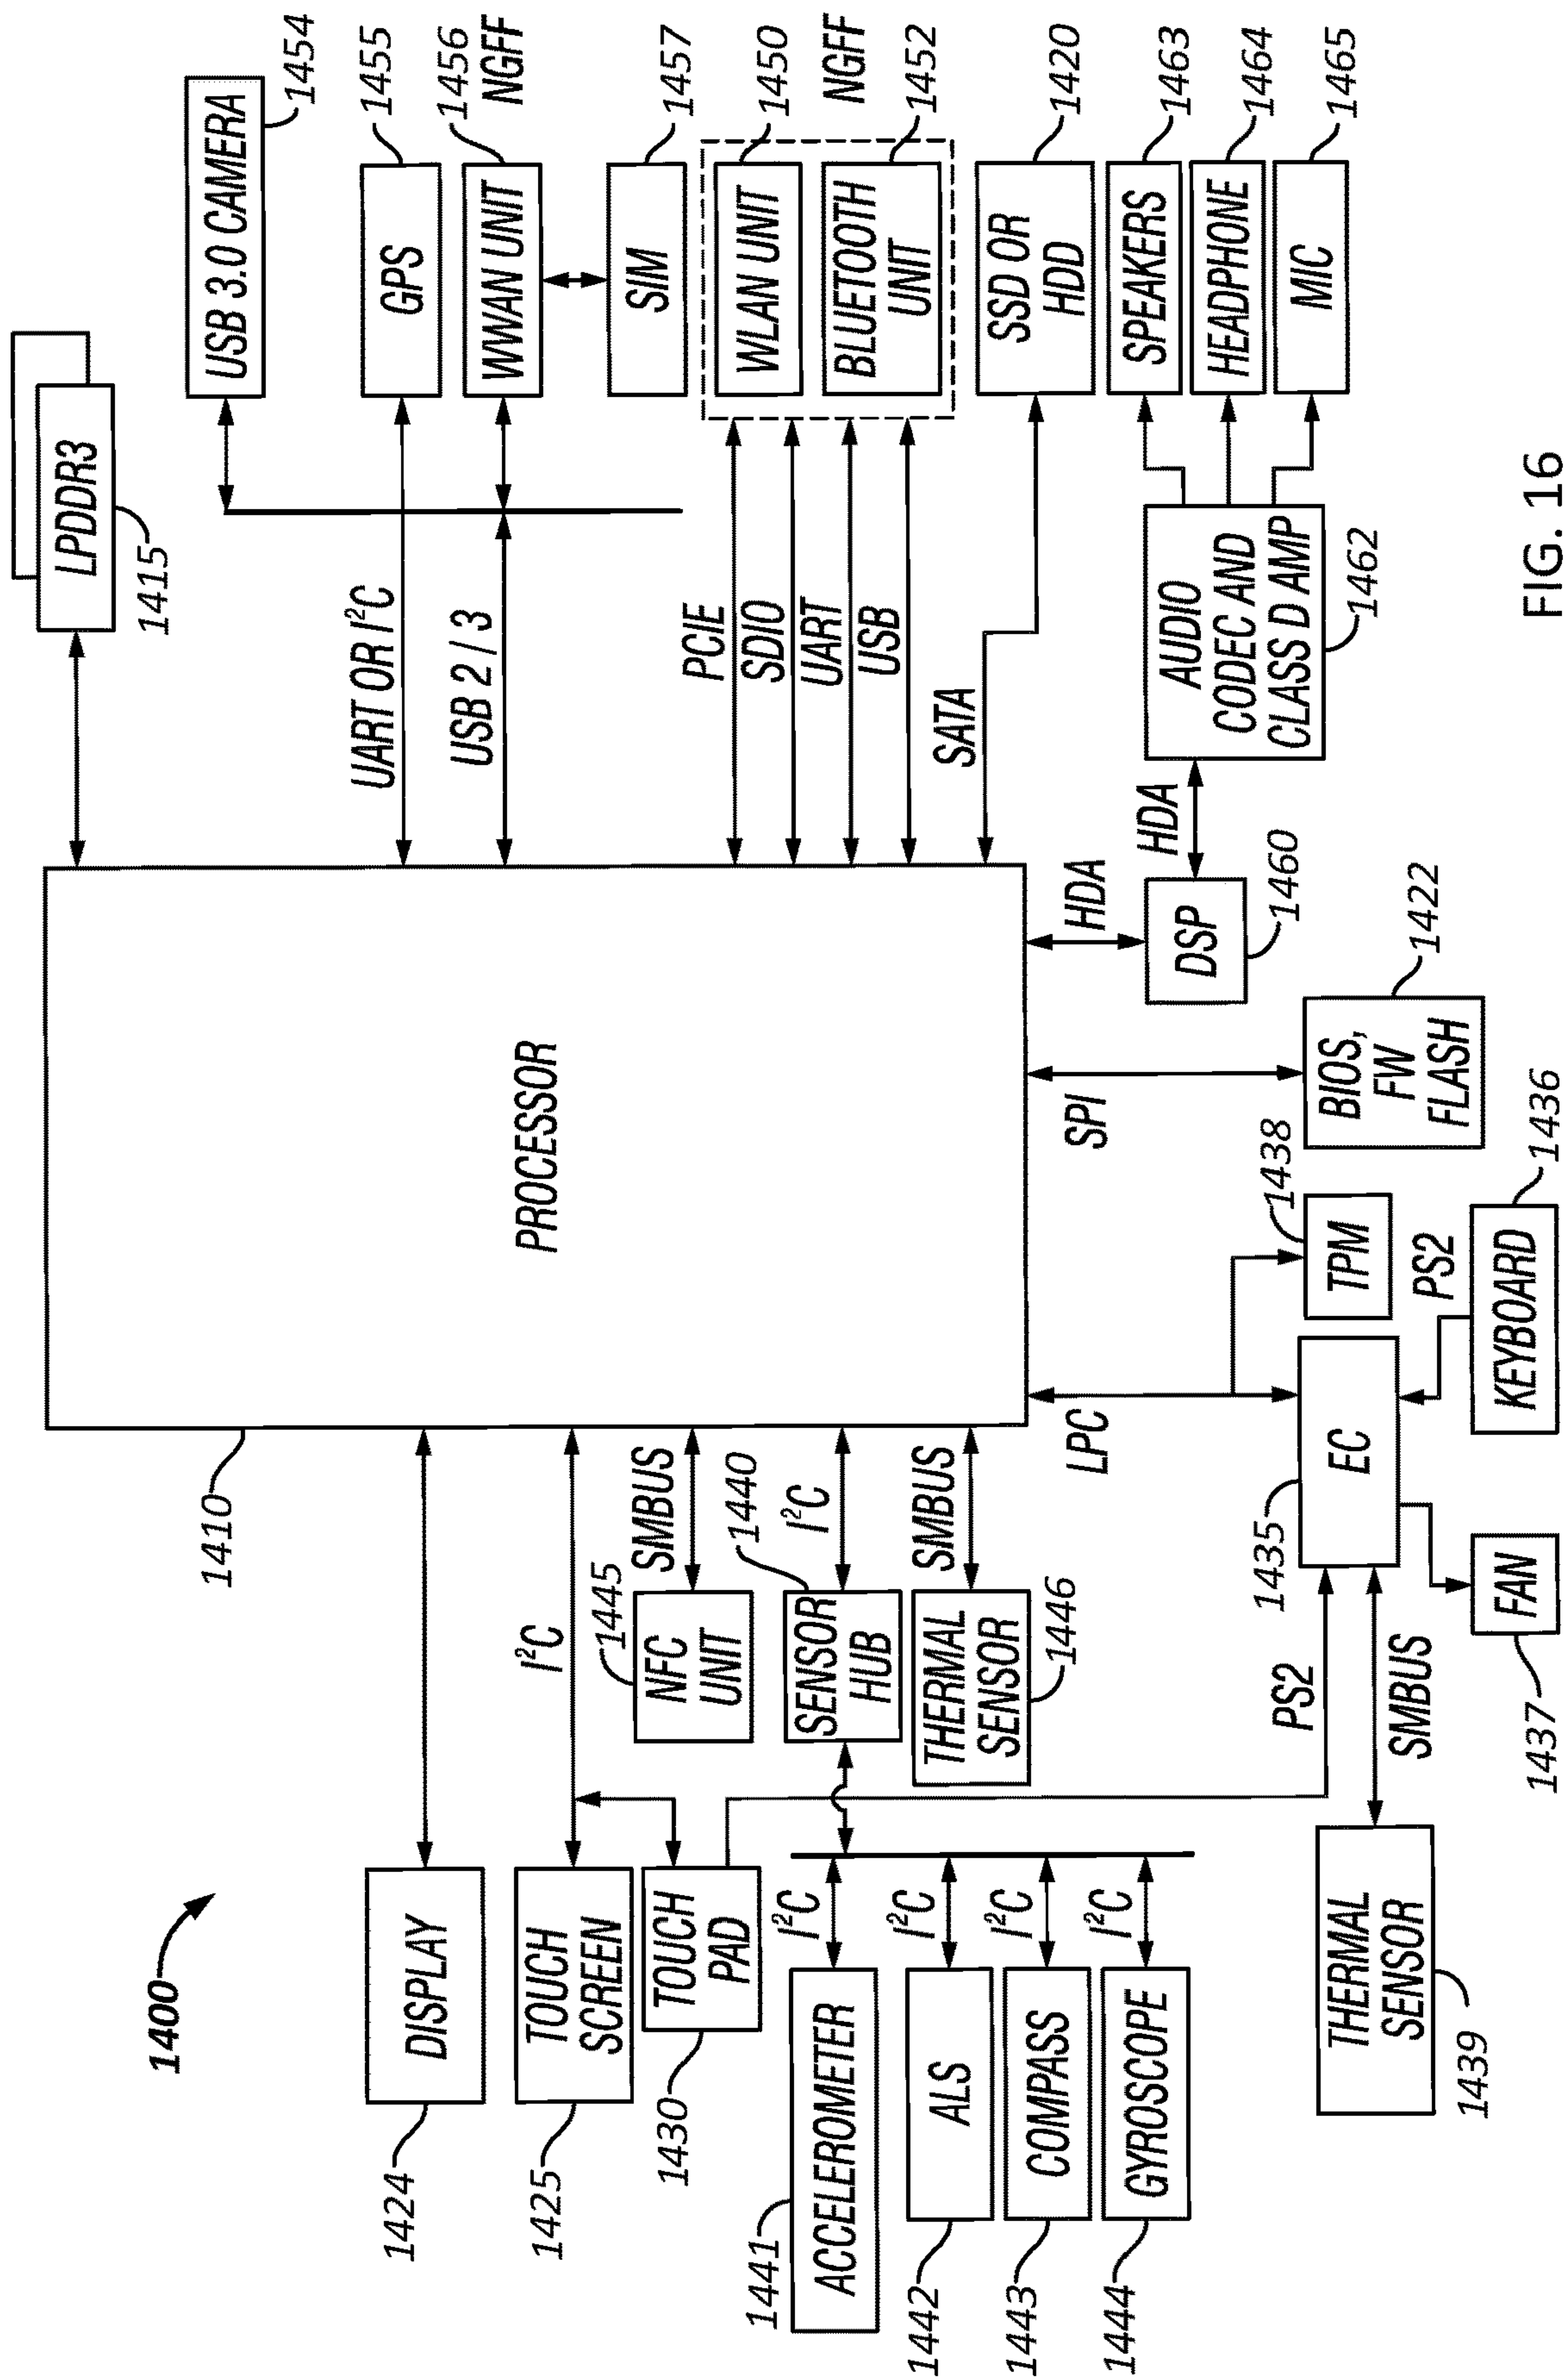 1400
LPDDR3
1415
USB 3.0 CAMERA
1454
DISPLAY
1424
1410
PROCESSOR
UART OR I²C
GPS
1455
TOUCH
SCREEN
1425
I²C
USB 2 / 3
WWAN UNIT
1456
NGFF
SIM
1457
TOUCH
PAD
1430
1445
NFC
UNIT
SMBUS
PCIE
SDIO
UART
USB
WLAN UNIT
1450
BLUETOOTH
UNIT
NGFF
1452
1441
ACCELEROMETER
I²C
1440
SENSOR
HUB
I²C
ALS
1442
I²C
THERMAL
SENSOR
1446
SMBUS
SATA
SSD OR
HDD
1420
COMPASS
1443
I²C
GYROSCOPE
1444
I²C
LPC
SPI
HDA
DSP
1460
HDA
AUDIO
CODEC AND
CLASS D AMP
1462
SPEAKERS
1463
HEADPHONE
1464
MIC
1465
PS2
1435
EC
TPM
1438
BIOS,
FW
FLASH
1422
THERMAL
SENSOR
1439
SMBUS
PS2
FAN
1437
KEYBOARD
1436
FIG. 16